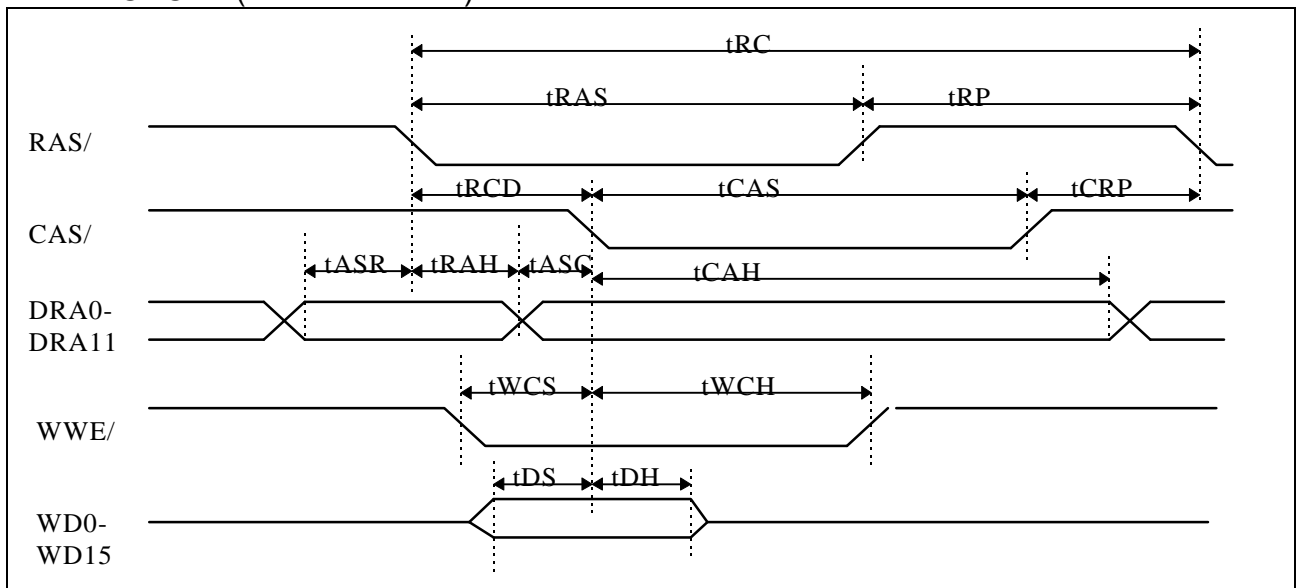 tRC
tRAS tRP
RAS/
tRCD tCAS tCRP
CAS/
tASR tRAH tASC tCAH
DRA0-
DRA11
tWCS tWCH
WWE/
tDS tDH
WD0-
WD15